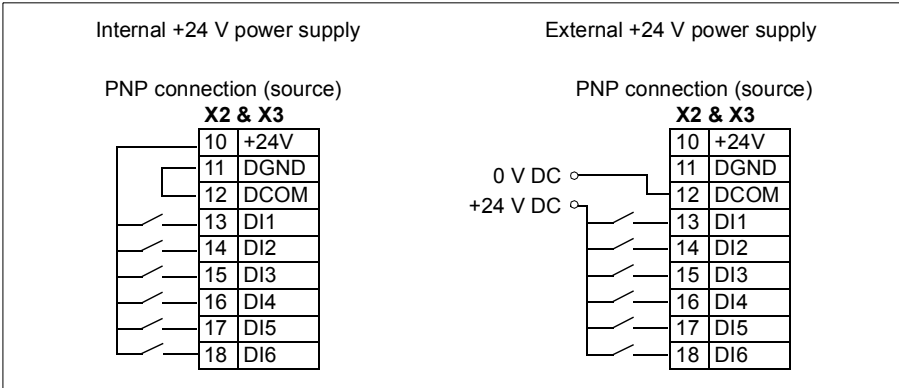 Internal +24 V power supply
PNP connection (source)
X2 & X3
10 +24V
11 DGND
12 DCOM
13 DI1
14 DI2
15 DI3
16 DI4
17 DI5
18 DI6
External +24 V power supply
PNP connection (source)
X2 & X3
10 +24V
11 DGND
0 V DC
12 DCOM
+24 V DC
13 DI1
14 DI2
15 DI3
16 DI4
17 DI5
18 DI6